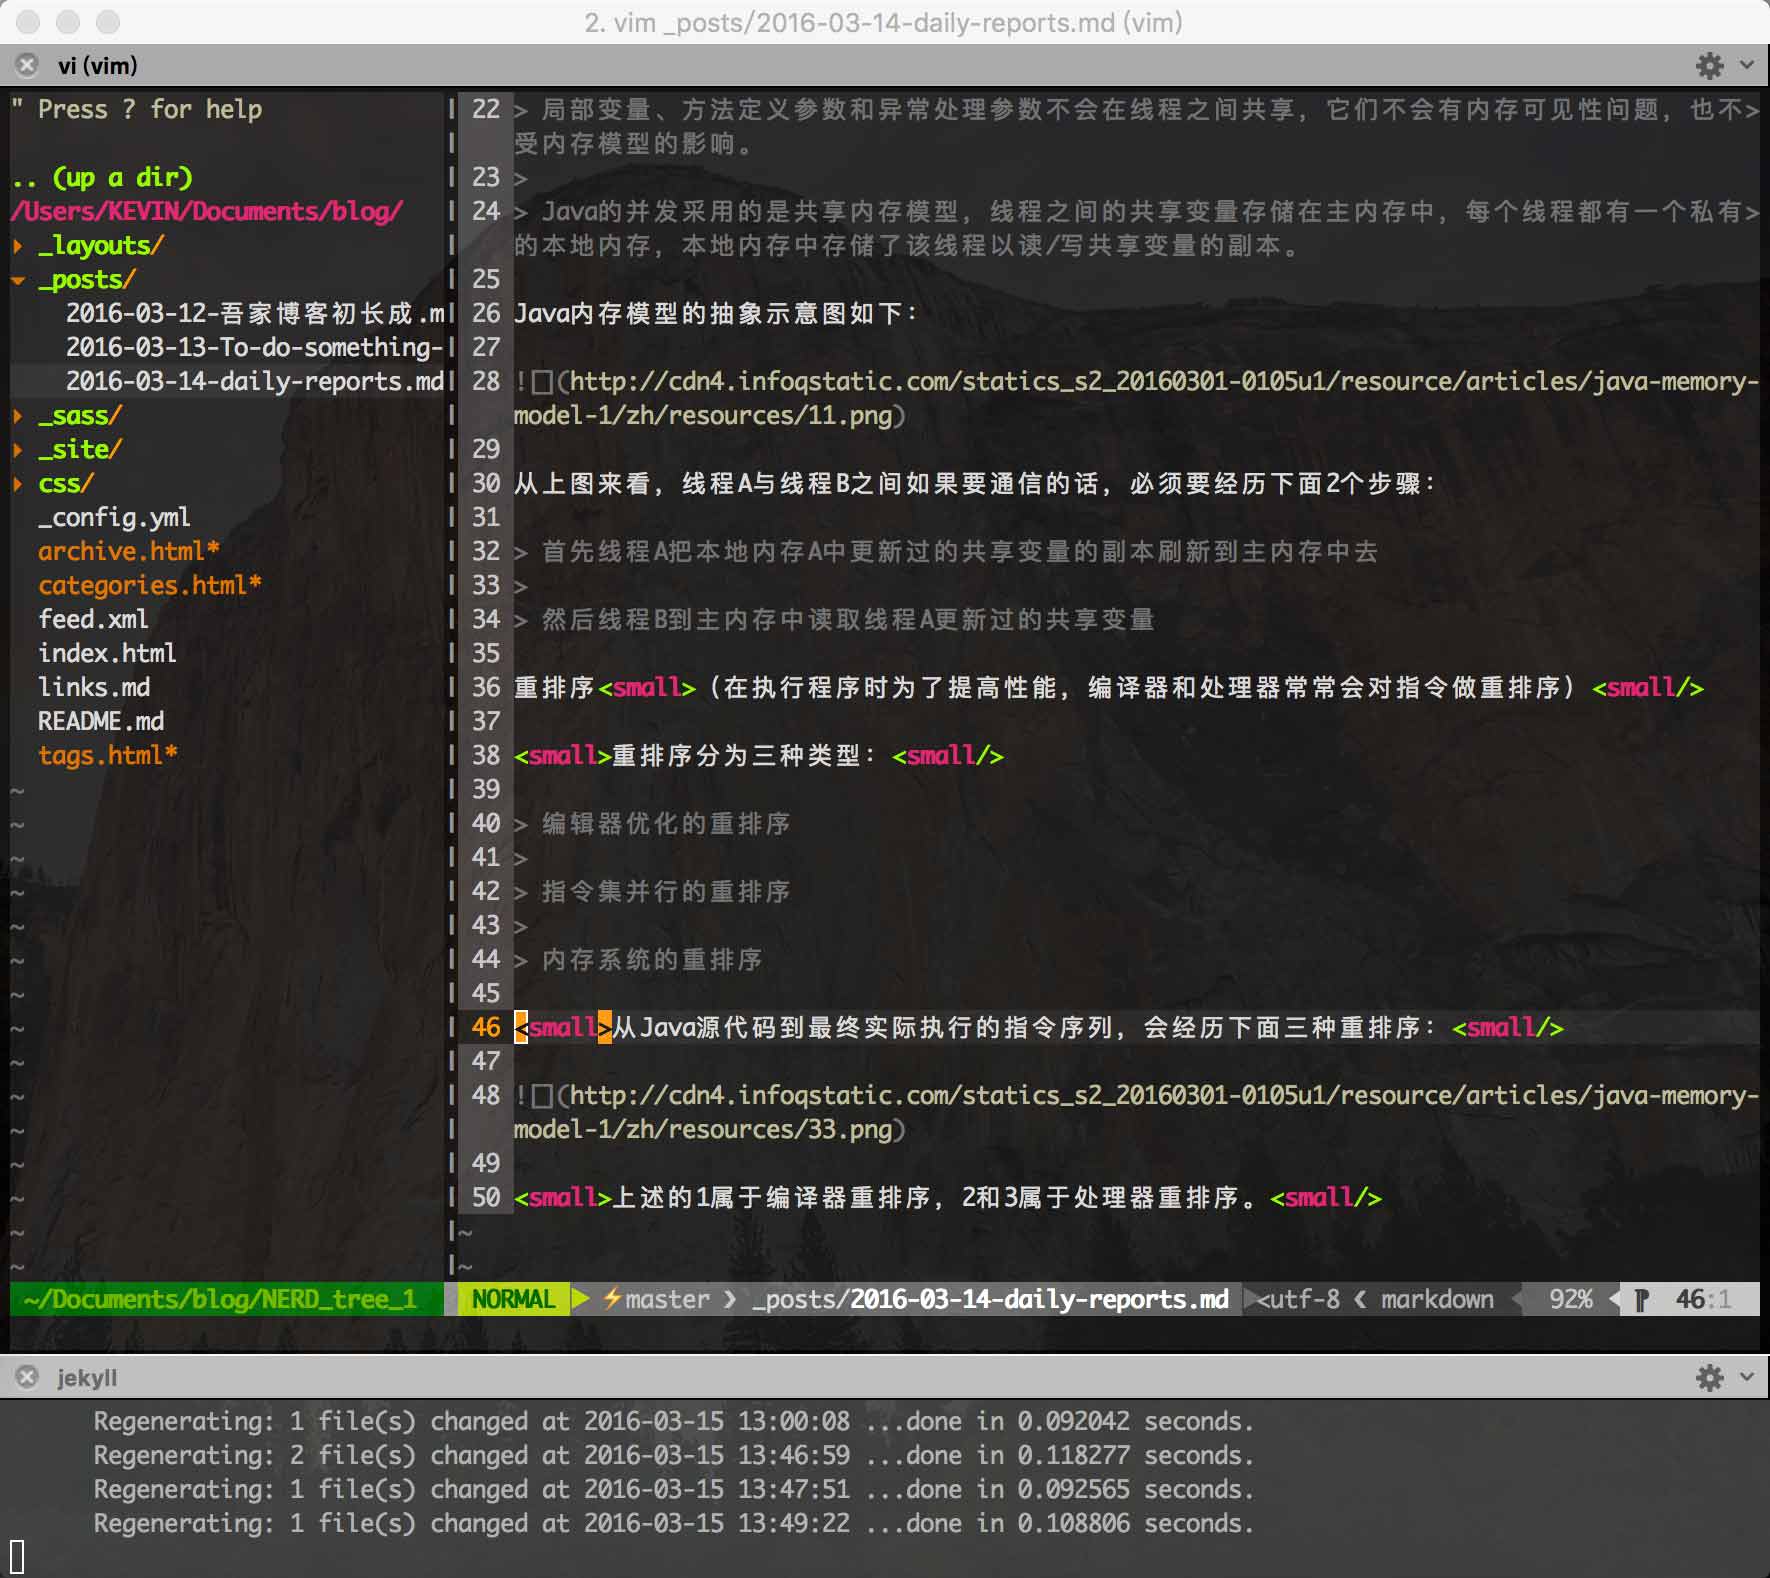 2. vim _posts/2016-03-14-daily-reports.md (vim)
vi (vim)
" Press ? for help
.. (up a dir)
/Users/KEVIN/Documents/blog/
_layouts/
_posts/
2016-03-12-吾家博客初长成.m
2016-03-13-To-do-something-
2016-03-14-daily-reports.md
_sass/
_site/
css/
_config.yml
archive.html*
categories.html*
feed.xml
index.html
links.md
README.md
tags.html*
~/Documents/blog/NERD_tree_1
22 > 局部变量、方法定义参数和异常处理参数不会在线程之间共享，它们不会有内存可见性问题，也不>
受内存模型的影响。
23 >
24 > Java的并发采用的是共享内存模型，线程之间的共享变量存储在主内存中，每个线程都有一个私有>
的本地内存，本地内存中存储了该线程以读/写共享变量的副本。
25
26 Java内存模型的抽象示意图如下：
27
28 ![](http://cdn4.infoqstatic.com/statics_s2_20160301-0105u1/resource/articles/java-memory-
model-1/zh/resources/11.png)
29
30 从上图来看，线程A与线程B之间如果要通信的话，必须要经历下面2个步骤：
31
32 > 首先线程A把本地内存A中更新过的共享变量的副本刷新到主内存中去
33 >
34 > 然后线程B到主内存中读取线程A更新过的共享变量
35
36 重排序<small>（在执行程序时为了提高性能，编译器和处理器常常会对指令做重排序）<small/>
37
38 <small>重排序分为三种类型：<small/>
39
40 > 编辑器优化的重排序
41 >
42 > 指令集并行的重排序
43 >
44 > 内存系统的重排序
45
46 <small>从Java源代码到最终实际执行的指令序列，会经历下面三种重排序：<small/>
47
48 ![](http://cdn4.infoqstatic.com/statics_s2_20160301-0105u1/resource/articles/java-memory-
model-1/zh/resources/33.png)
49
50 <small>上述的1属于编译器重排序，2和3属于处理器重排序。<small/>
~
~
NORMAL ⚡master ❯ _posts/2016-03-14-daily-reports.md <utf-8 ❮ markdown 92% ¶ 46:1
jekyll
Regenerating: 1 file(s) changed at 2016-03-15 13:00:08 ...done in 0.092042 seconds.
Regenerating: 2 file(s) changed at 2016-03-15 13:46:59 ...done in 0.118277 seconds.
Regenerating: 1 file(s) changed at 2016-03-15 13:47:51 ...done in 0.092565 seconds.
Regenerating: 1 file(s) changed at 2016-03-15 13:49:22 ...done in 0.108806 seconds.